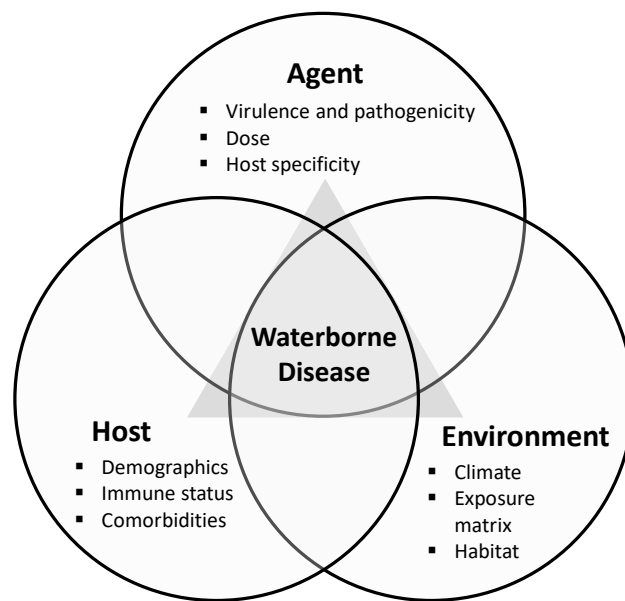 Agent
▪ Virulence and pathogenicity
▪ Dose
▪ Host specificity
Waterborne
Disease
Host
▪ Demographics
▪ Immune status
▪ Comorbidities
Environment
▪ Climate
▪ Exposure
matrix
▪ Habitat